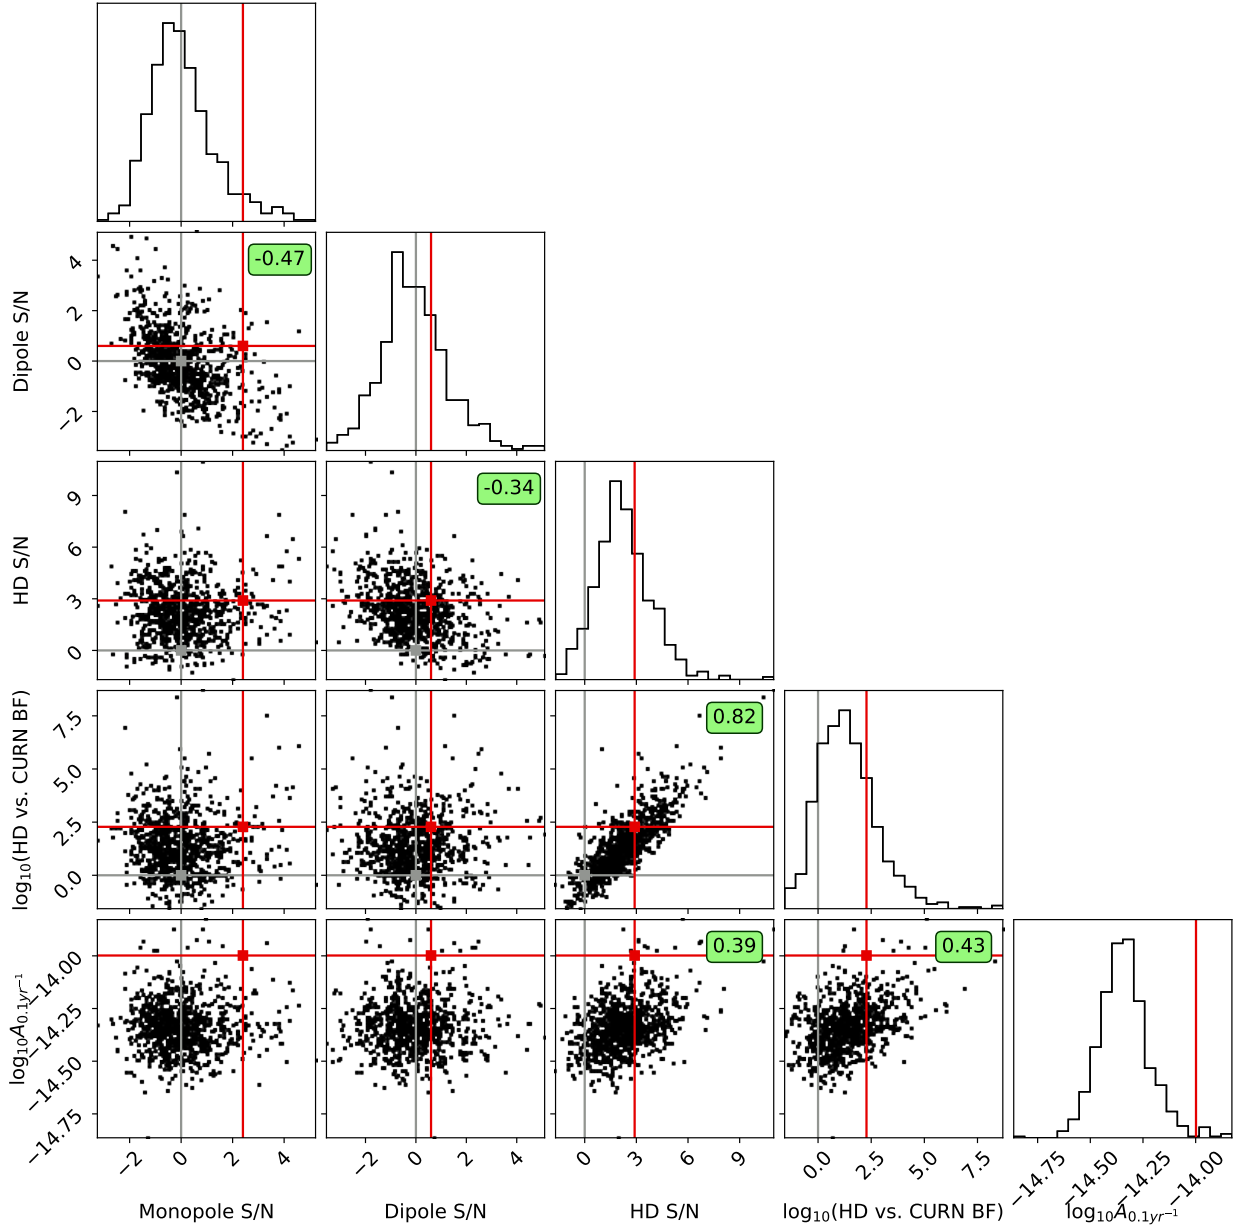 -0.47
Dipole S/N
4
2
0
−2
-0.34
HD S/N
9
6
3
0
0.82
log₁₀(HD vs. CURN BF)
7.5
5.0
2.5
0.0
0.39
0.43
log₁₀A₀.₁yr⁻¹
−14.00
−14.25
−14.50
−14.75
−2 0 2 4
−2 0 2 4
0 3 6 9
0.0 2.5 5.0 7.5
−14.75 −14.50 −14.25 −14.00
Monopole S/N
Dipole S/N
HD S/N
log₁₀(HD vs. CURN BF)
log₁₀A₀.₁yr⁻¹